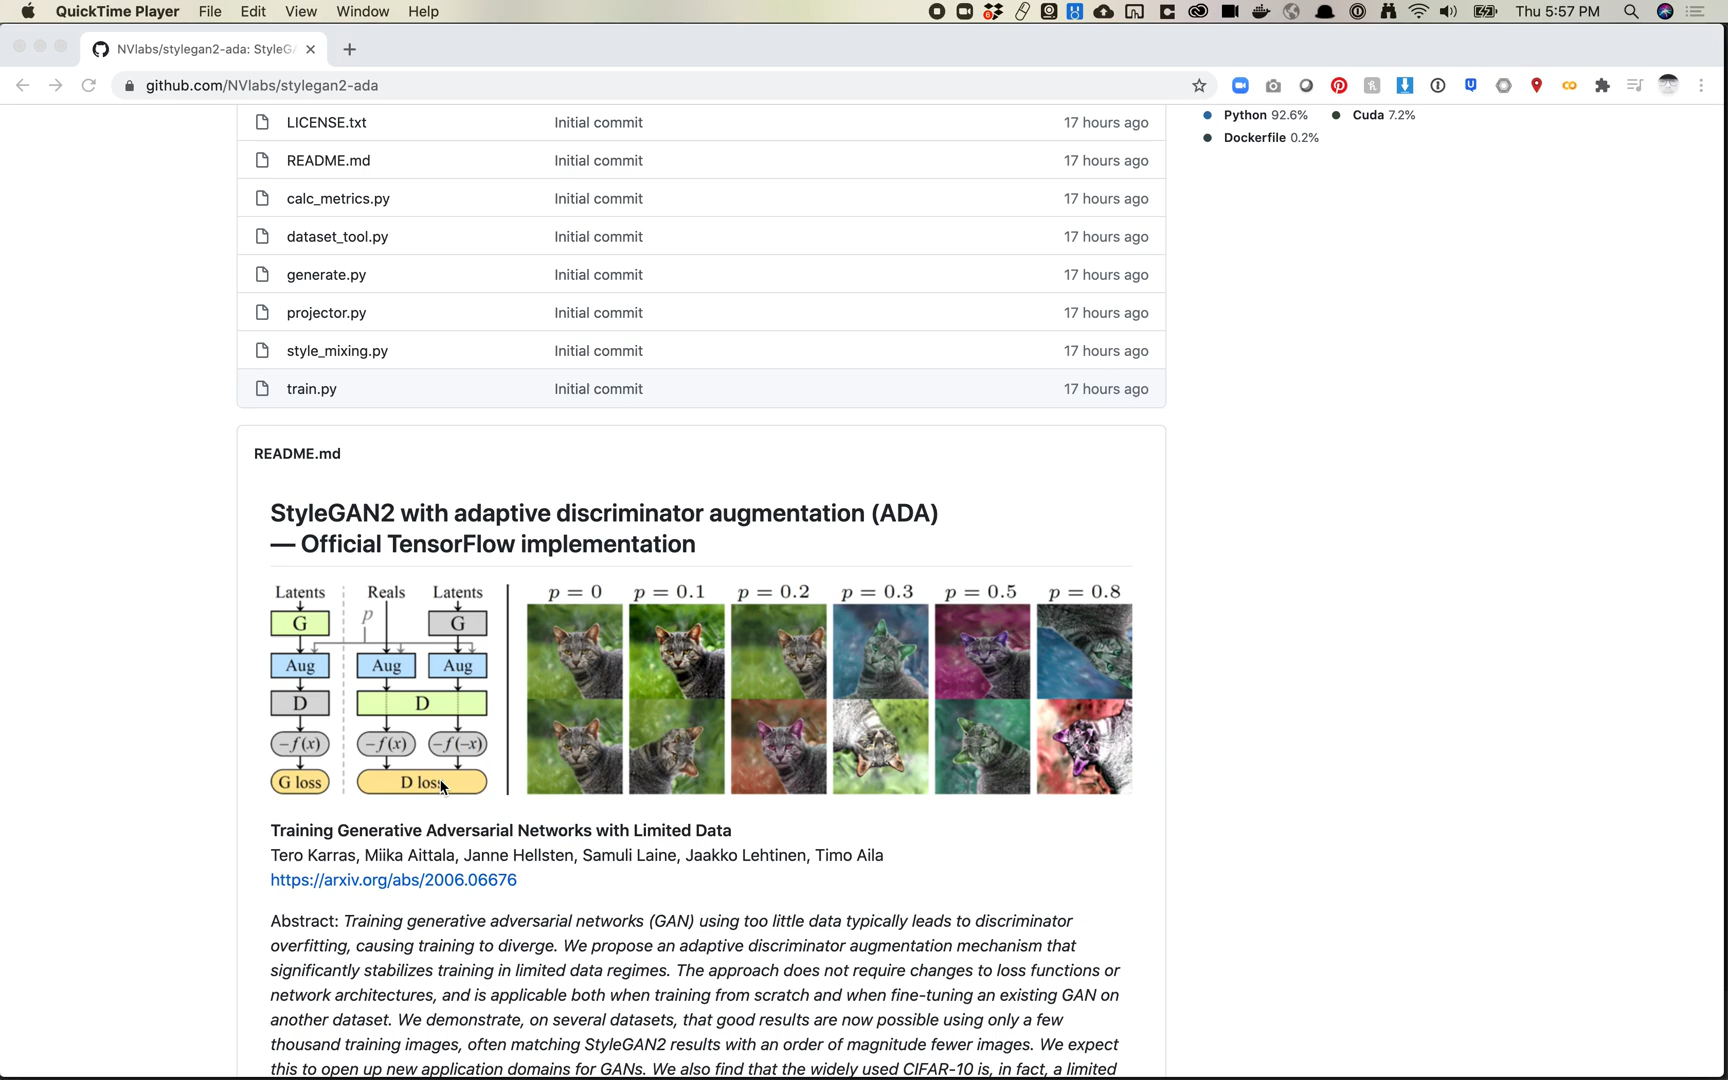 QuickTime Player File Edit View Window Help Thu 5:57 PM
NVlabs/stylegan2-ada: StyleG
github.com/NVlabs/stylegan2-ada
LICENSE.txt Initial commit 17 hours ago
Python 92.6% Cuda 7.2%
Dockerfile 0.2%
README.md Initial commit 17 hours ago
calc_metrics.py Initial commit 17 hours ago
dataset_tool.py Initial commit 17 hours ago
generate.py Initial commit 17 hours ago
projector.py Initial commit 17 hours ago
style_mixing.py Initial commit 17 hours ago
train.py Initial commit 17 hours ago
README.md
StyleGAN2 with adaptive discriminator augmentation (ADA)
— Official TensorFlow implementation
Latents Reals Latents p = 0 p = 0.1 p = 0.2 p = 0.3 p = 0.5 p = 0.8
G p G
Aug Aug Aug
D D
−f(x) −f(x) −f(−x)
G loss D loss
Training Generative Adversarial Networks with Limited Data
Tero Karras, Miika Aittala, Janne Hellsten, Samuli Laine, Jaakko Lehtinen, Timo Aila
https://arxiv.org/abs/2006.06676
Abstract: Training generative adversarial networks (GAN) using too little data typically leads to discriminator
overfitting, causing training to diverge. We propose an adaptive discriminator augmentation mechanism that
significantly stabilizes training in limited data regimes. The approach does not require changes to loss functions or
network architectures, and is applicable both when training from scratch and when fine-tuning an existing GAN on
another dataset. We demonstrate, on several datasets, that good results are now possible using only a few
thousand training images, often matching StyleGAN2 results with an order of magnitude fewer images. We expect
this to open up new application domains for GANs. We also find that the widely used CIFAR-10 is, in fact, a limited